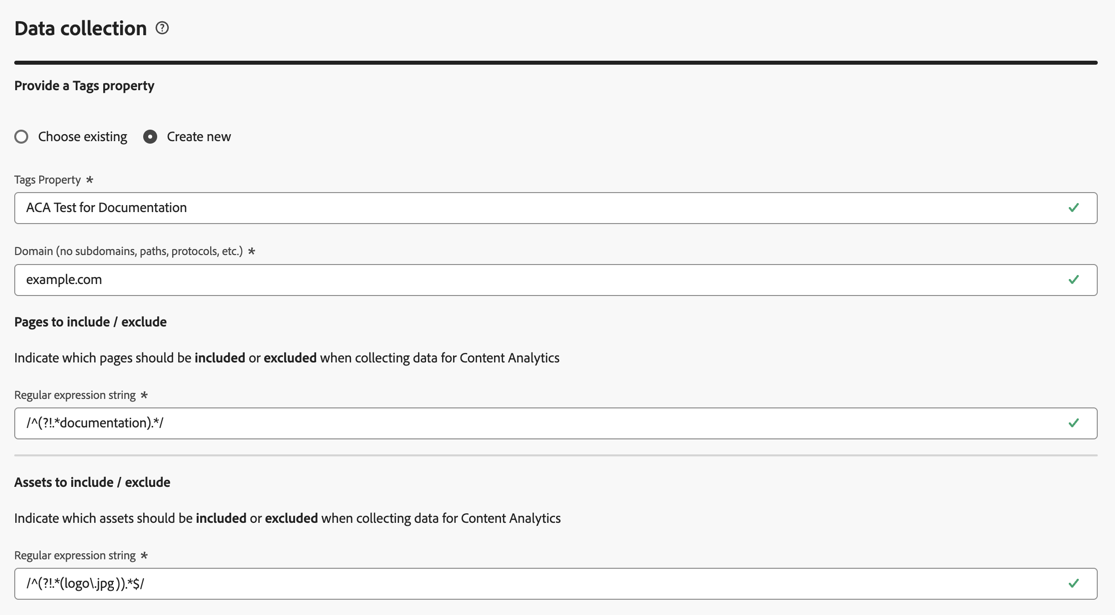 Data collection
Provide a Tags property
Choose existing Create new
Tags Property *
ACA Test for Documentation
Domain (no subdomains, paths, protocols, etc.) *
example.com
Pages to include / exclude
Indicate which pages should be included or excluded when collecting data for Content Analytics
Regular expression string *
/^(?!.*documentation).*/
Assets to include / exclude
Indicate which assets should be included or excluded when collecting data for Content Analytics
Regular expression string *
/^(?!.*(logo\.jpg)).*$/